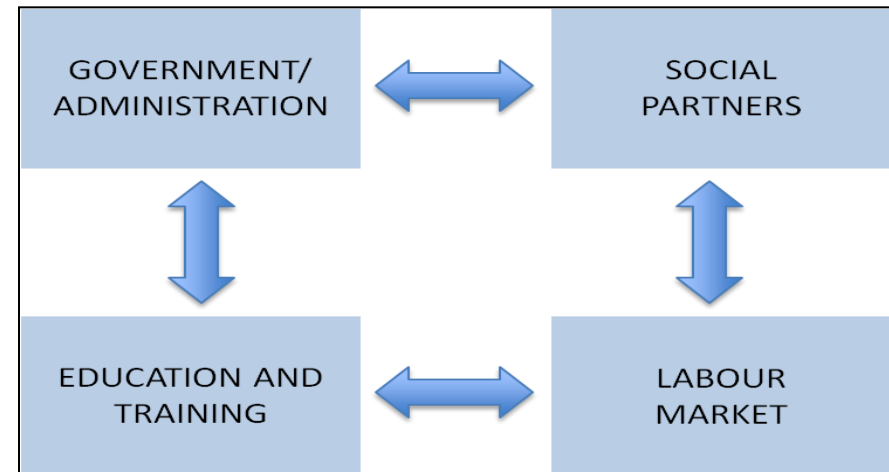 GOVERNMENT/
ADMINISTRATION
SOCIAL
PARTNERS
EDUCATION AND
TRAINING
LABOUR
MARKET